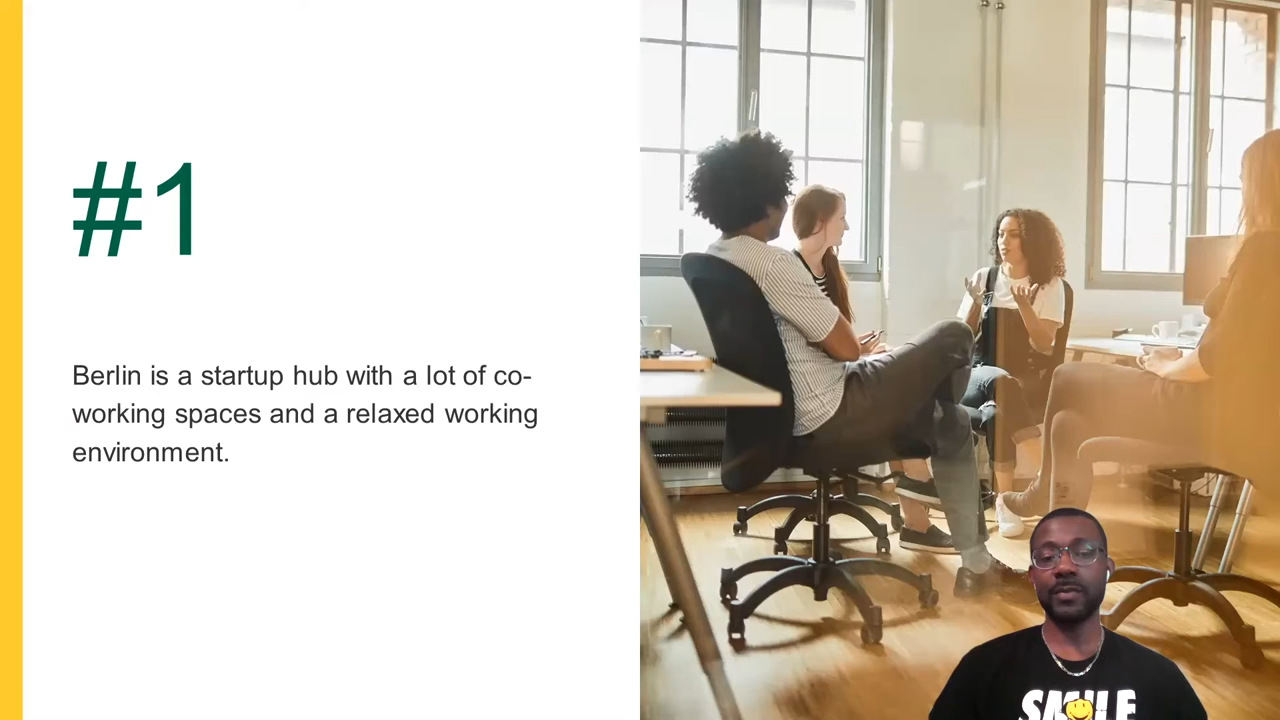 #1
Berlin is a startup hub with a lot of co-
working spaces and a relaxed working
environment.
SMILE